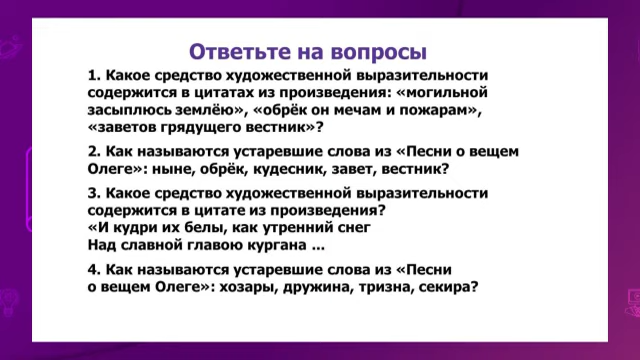 Ответьте на вопросы
1. Какое средство художественной выразительности
содержится в цитатах из произведения: «могильной
засыплюсь землёю», «обрёк он мечам и пожарам»,
«заветов грядущего вестник»?
2. Как называются устаревшие слова из «Песни о вещем
Олеге»: ныне, обрёк, кудесник, завет, вестник?
3. Какое средство художественной выразительности
содержится в цитате из произведения?
«И кудри их белы, как утренний снег
Над славной главою кургана ...
4. Как называются устаревшие слова из «Песни
о вещем Олеге»: хозары, дружина, тризна, секира?